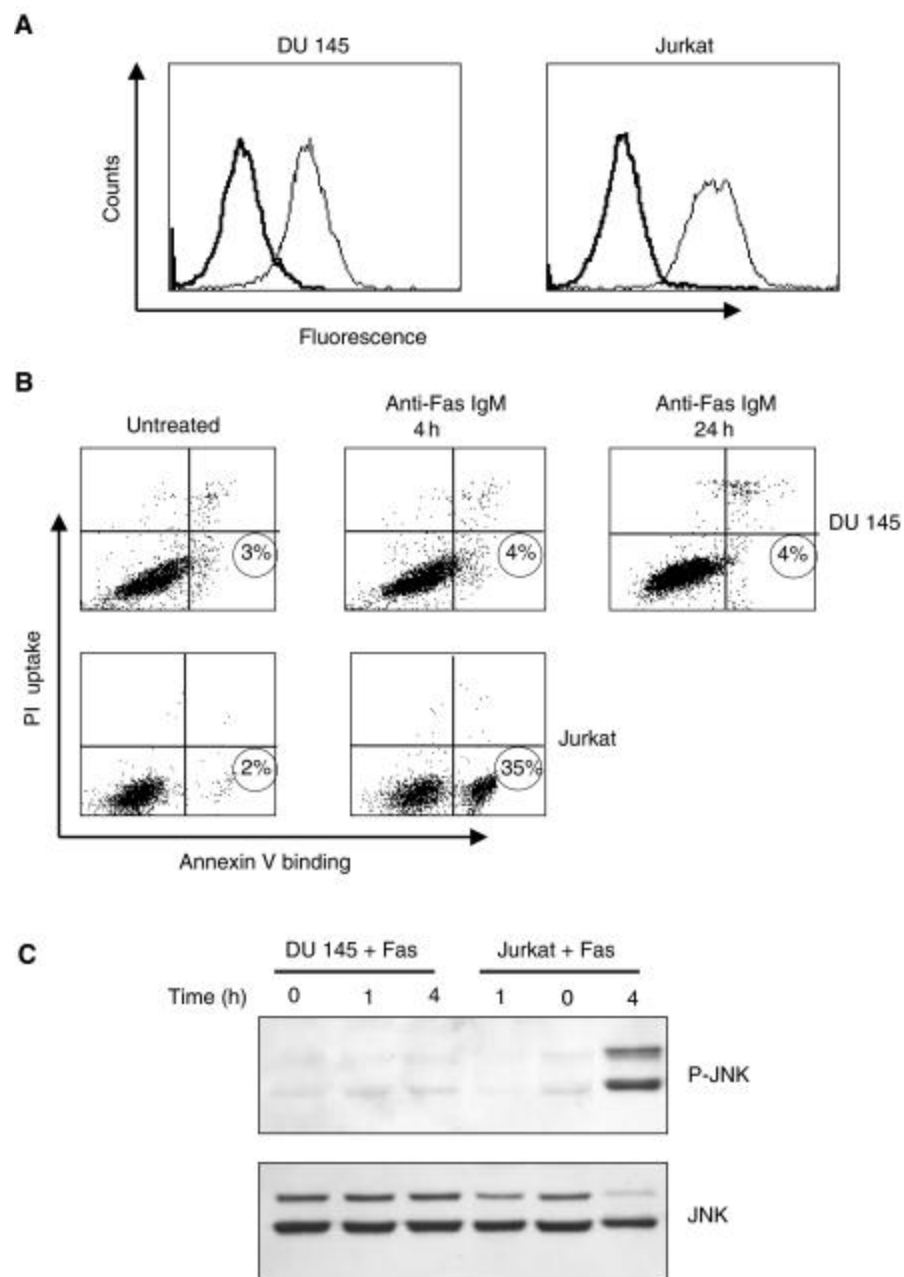 A
DU 145
Jurkat
Counts
Fluorescence
B
Untreated
Anti-Fas IgM
4 h
Anti-Fas IgM
24 h
3%
4%
4%
DU 145
PI uptake
2%
35%
Jurkat
Annexin V binding
C
DU 145 + Fas
Jurkat + Fas
Time (h)
0
1
4
1
0
4
P-JNK
JNK